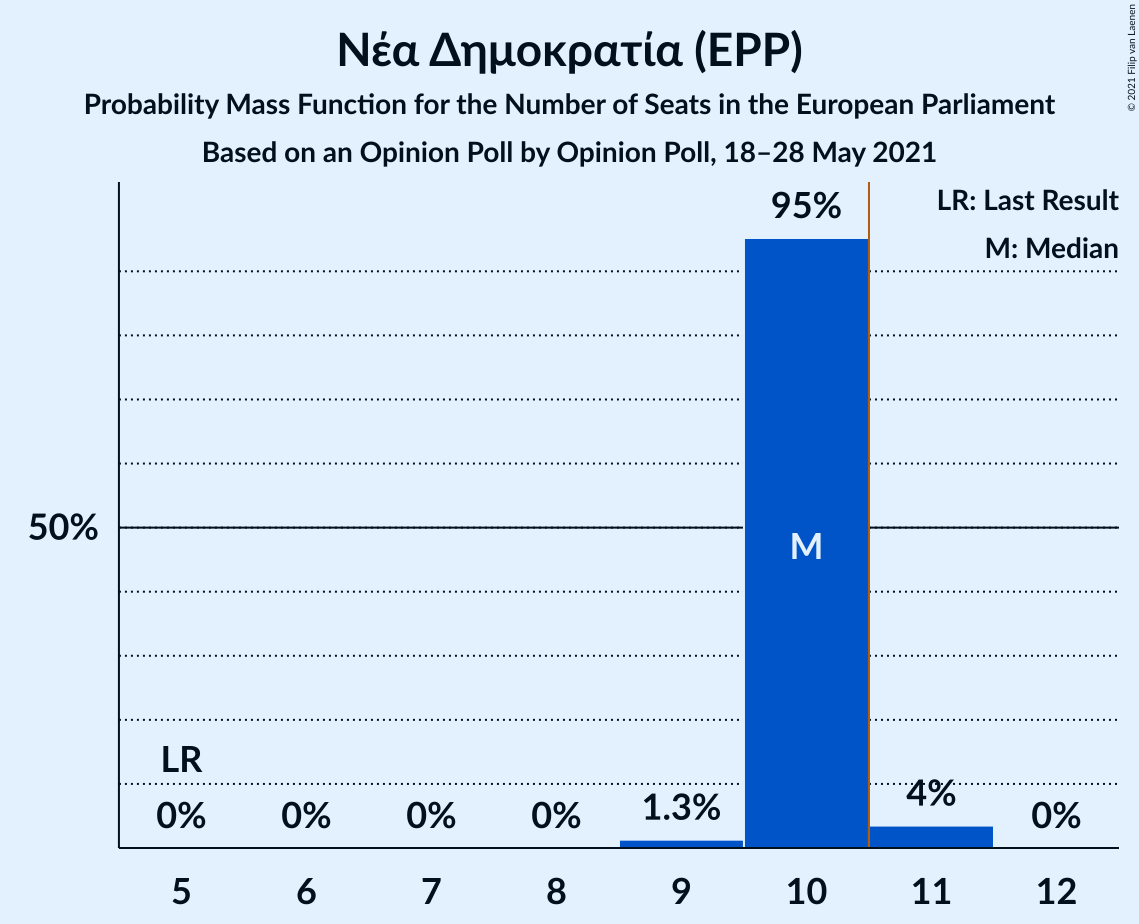 Νέα Δημοκρατία (EPP)
Probability Mass Function for the Number of Seats in the European Parliament
Based on an Opinion Poll by Opinion Poll, 18–28 May 2021
© 2021 Filip van Laenen
LR: Last Result
M: Median
95%
50%
M
LR
0% 0% 0% 0% 1.3% 4% 0%
5 6 7 8 9 10 11 12